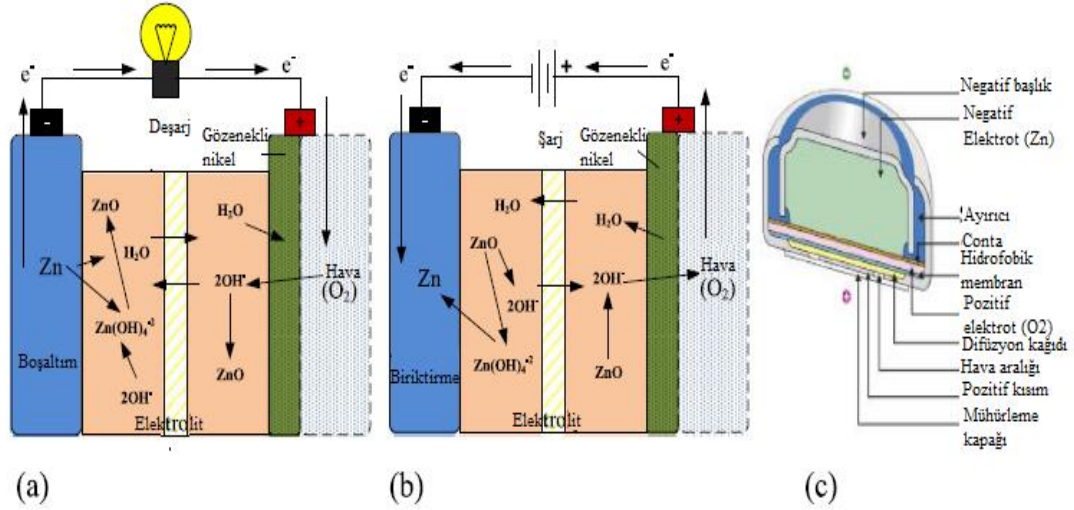 e⁻
e⁻
-
+
Deşarj
Gözenekli
nikel
ZnO
H₂O
H₂O
Zn
2OH⁻
Hava
(O₂)
Zn(OH)₄⁻²
Boşaltım
2OH⁻
ZnO
Elektrolit
(a)
e⁻
+
e⁻
-
+
Şarj
Gözenekli
nikel
H₂O
H₂O
ZnO
Zn
2OH⁻
2OH⁻
Hava
(O₂)
Zn(OH)₄⁻²
ZnO
Biriktirme
Elektrolit
(b)
Negatif başlık
Negatif
Elektrot (Zn)
Ayırıcı
Conta
Hidrofobik
membran
Pozitif
elektrot (O2)
Difüzyon kağıdı
Hava aralığı
Pozitif kısım
Mühürleme
kapağı
(c)